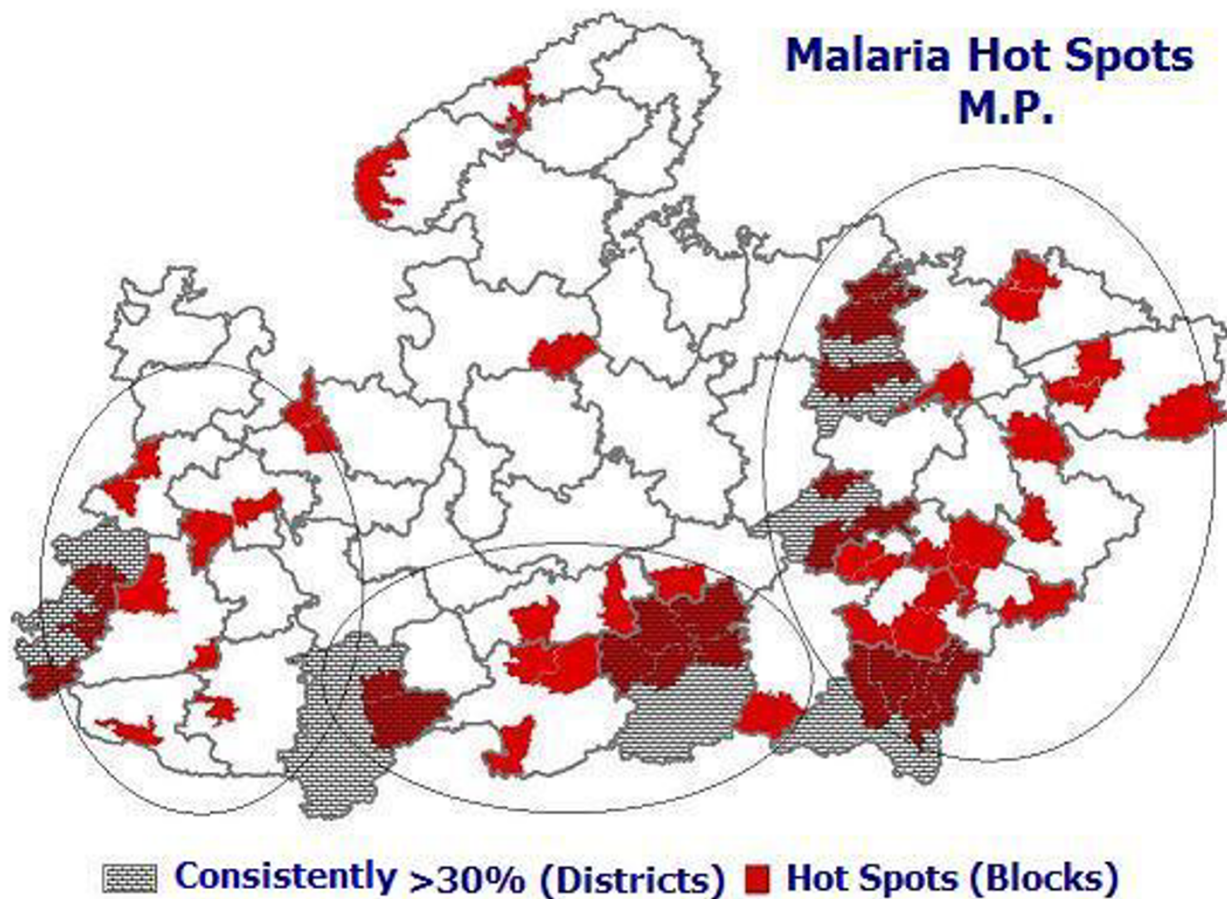 Malaria Hot Spots
M.P.
Consistently >30% (Districts) Hot Spots (Blocks)